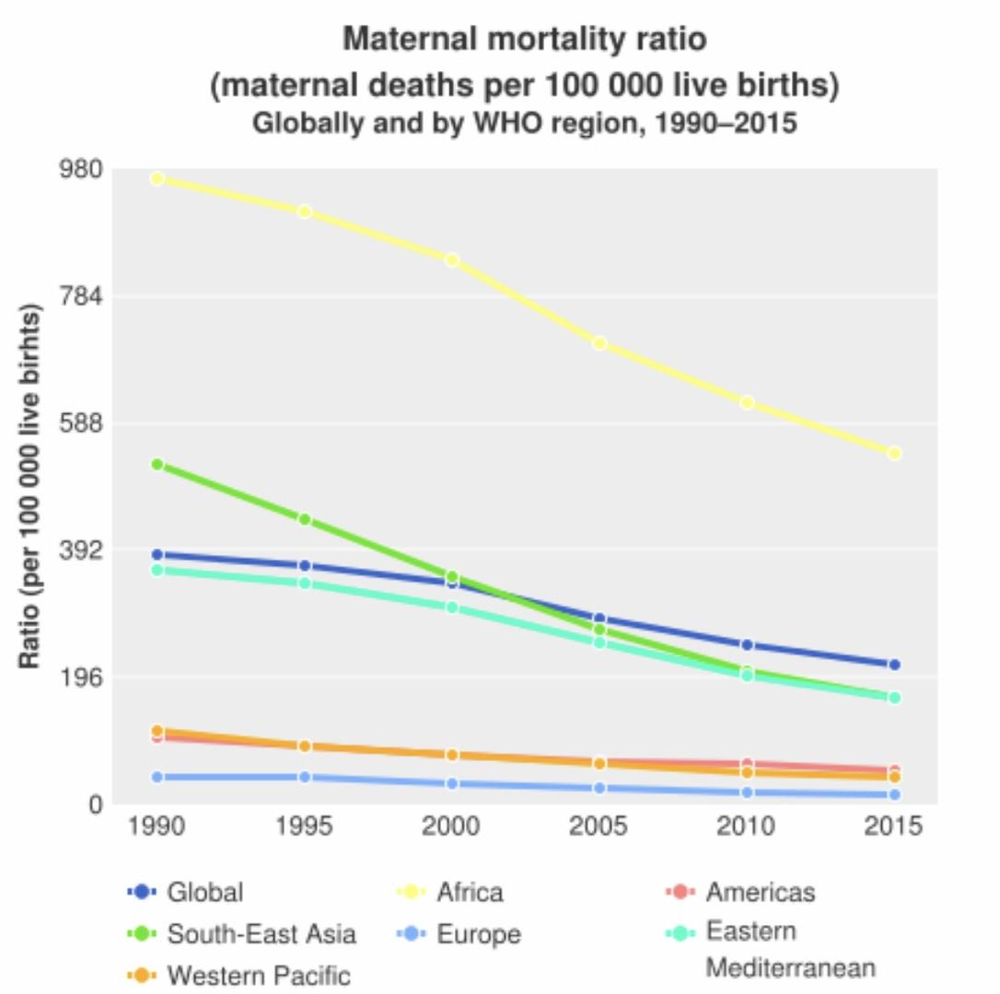 Maternal mortality ratio
(maternal deaths per 100 000 live births)
Globally and by WHO region, 1990–2015
Ratio (per 100 000 live birhts)
980
784
588
392
196
0
1990 1995 2000 2005 2010 2015
Global Africa Americas
South-East Asia Europe Eastern
Mediterranean
Western Pacific